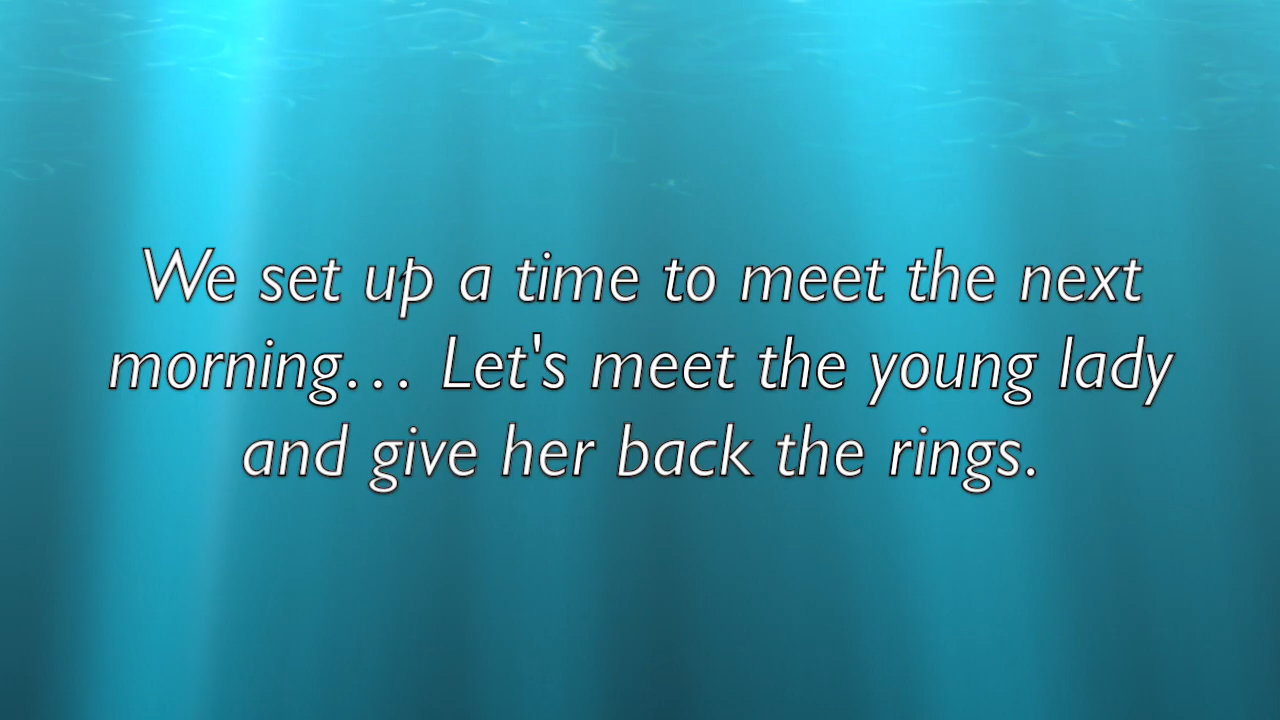 We set up a time to meet the next
morning… Let's meet the young lady
and give her back the rings.